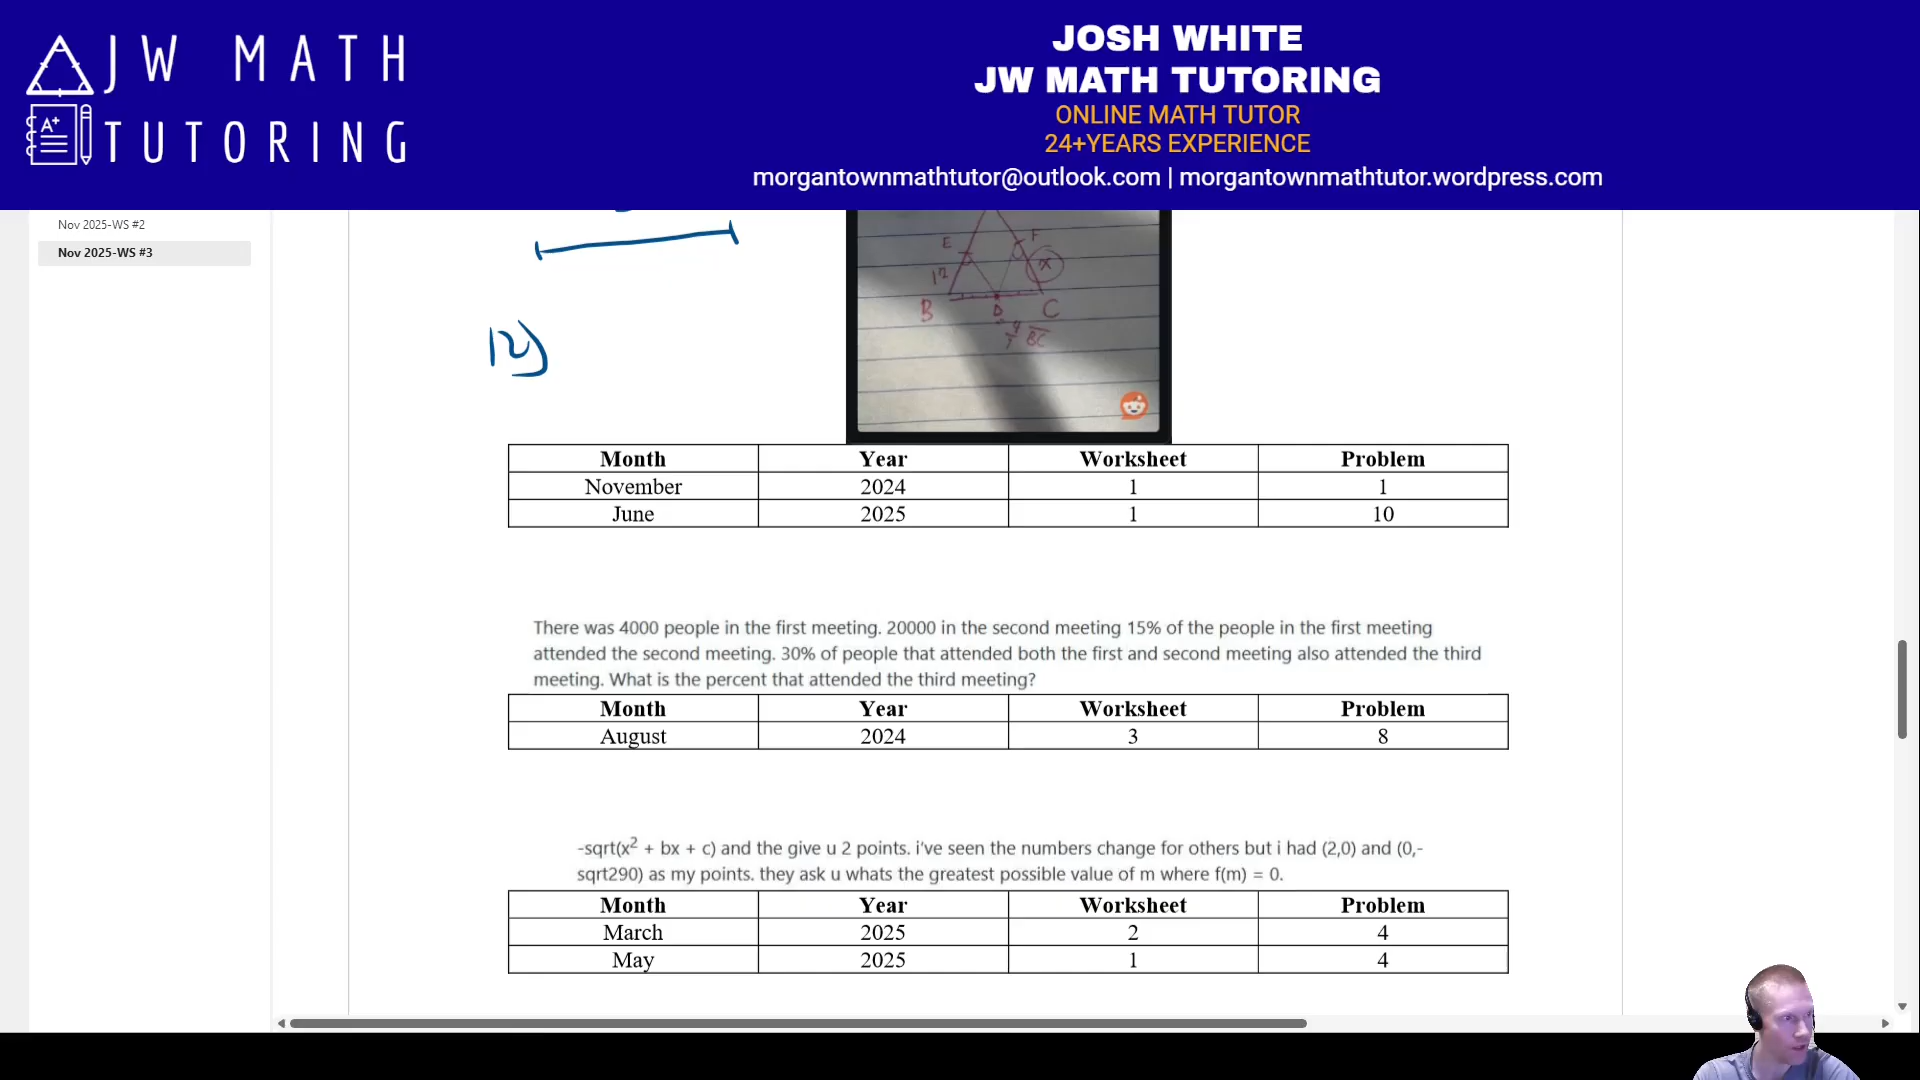 JW MATH
TUTORING
A+
JOSH WHITE
JW MATH TUTORING
ONLINE MATH TUTOR
24+YEARS EXPERIENCE
morgantownmathtutor@outlook.com | morgantownmathtutor.wordpress.com
Nov 2025-WS #2
Nov 2025-WS #3
12)
E F
12 x
B D C
4/7 BC
Month Year Worksheet Problem
November 2024 1 1
June 2025 1 10
There was 4000 people in the first meeting. 20000 in the second meeting 15% of the people in the first meeting
attended the second meeting. 30% of people that attended both the first and second meeting also attended the third
meeting. What is the percent that attended the third meeting?
Month Year Worksheet Problem
August 2024 3 8
-sqrt(x² + bx + c) and the give u 2 points. i've seen the numbers change for others but i had (2,0) and (0,-
sqrt290) as my points. they ask u whats the greatest possible value of m where f(m) = 0.
Month Year Worksheet Problem
March 2025 2 4
May 2025 1 4